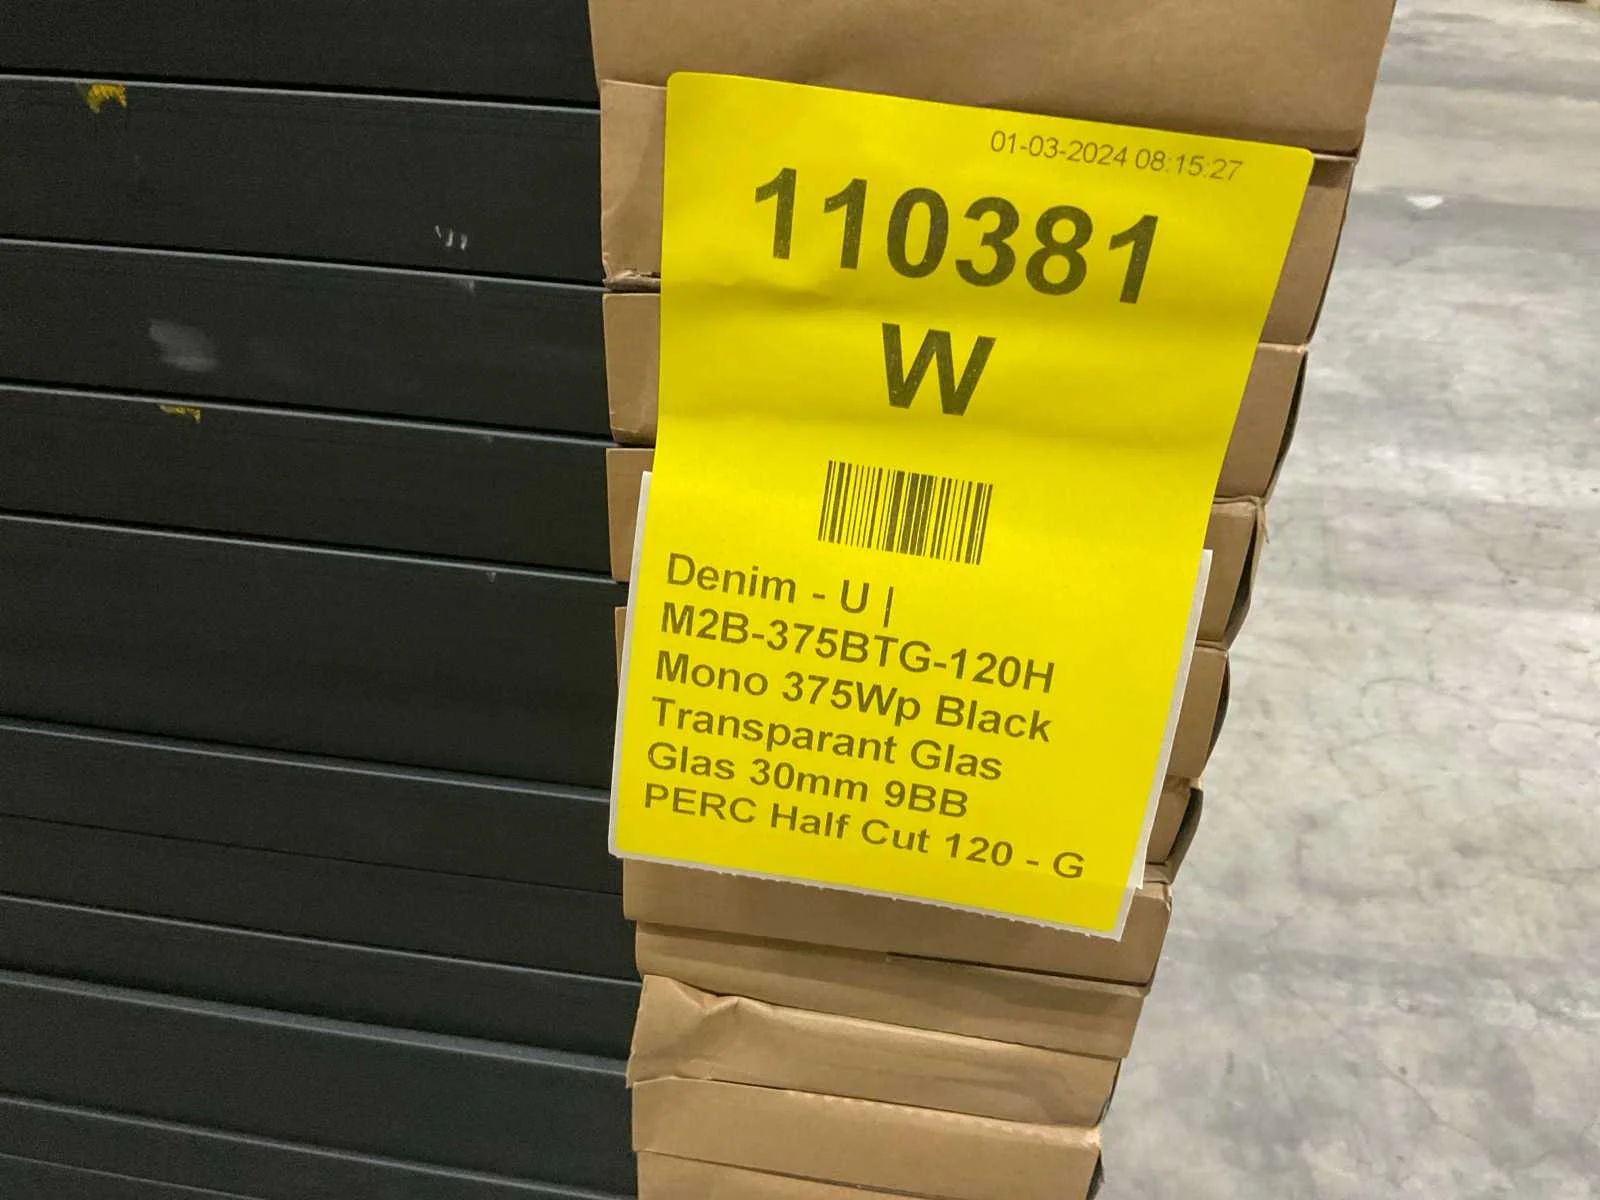 01-03-2024 08:15:27
110381
W
Denim - U |
M2B-375BTG-120H
Mono 375Wp Black
Transparant Glas
Glas 30mm 9BB
PERC Half Cut 120 - G